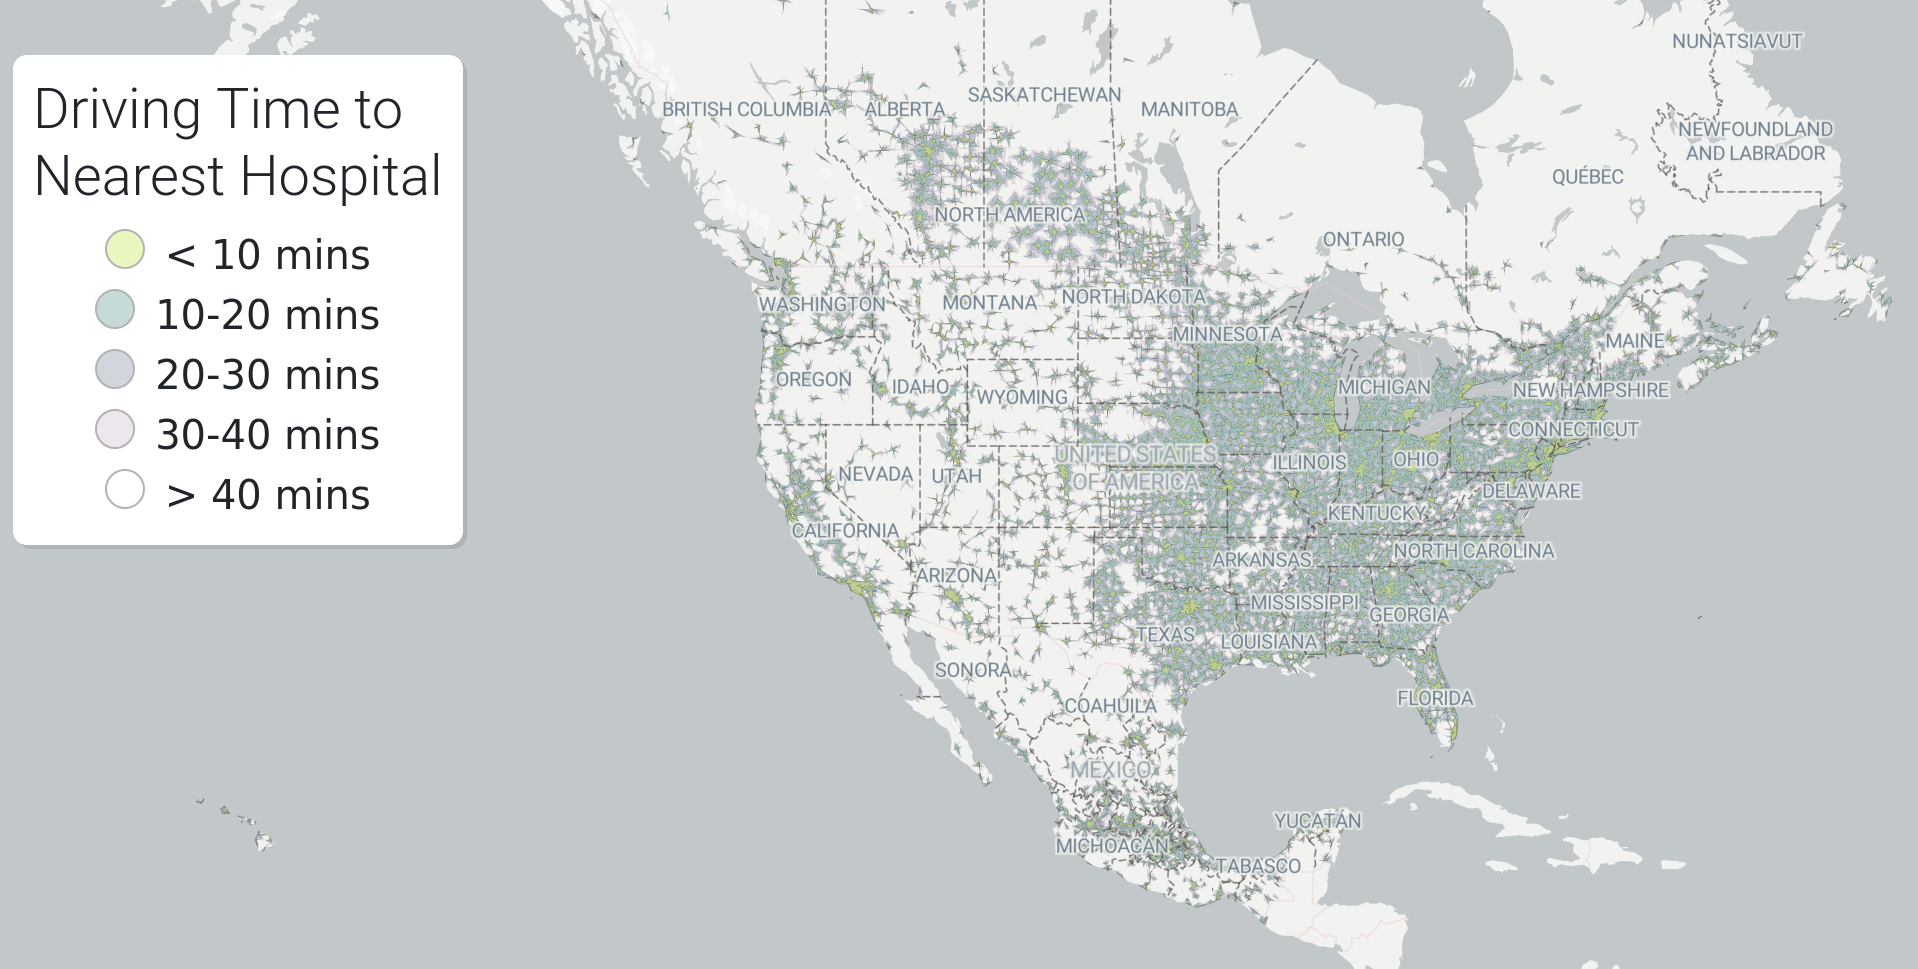 Driving Time to
Nearest Hospital
< 10 mins
10-20 mins
20-30 mins
30-40 mins
> 40 mins
NUNATSIAVUT
BRITISH COLUMBIA
ALBERTA
SASKATCHEWAN
MANITOBA
NEWFOUNDLAND
AND LABRADOR
QUÉBEC
NORTH AMERICA
ONTARIO
WASHINGTON
MONTANA
NORTH DAKOTA
MINNESOTA
MAINE
OREGON
IDAHO
WYOMING
MICHIGAN
NEW HAMPSHIRE
CONNECTICUT
UNITED STATES
OF AMERICA
NEVADA
UTAH
ILLINOIS
OHIO
DELAWARE
KENTUCKY
CALIFORNIA
ARKANSAS
NORTH CAROLINA
ARIZONA
MISSISSIPPI
GEORGIA
TEXAS
LOUISIANA
SONORA
COAHUILA
FLORIDA
MÉXICO
YUCATÁN
MICHOACÁN
TABASCO